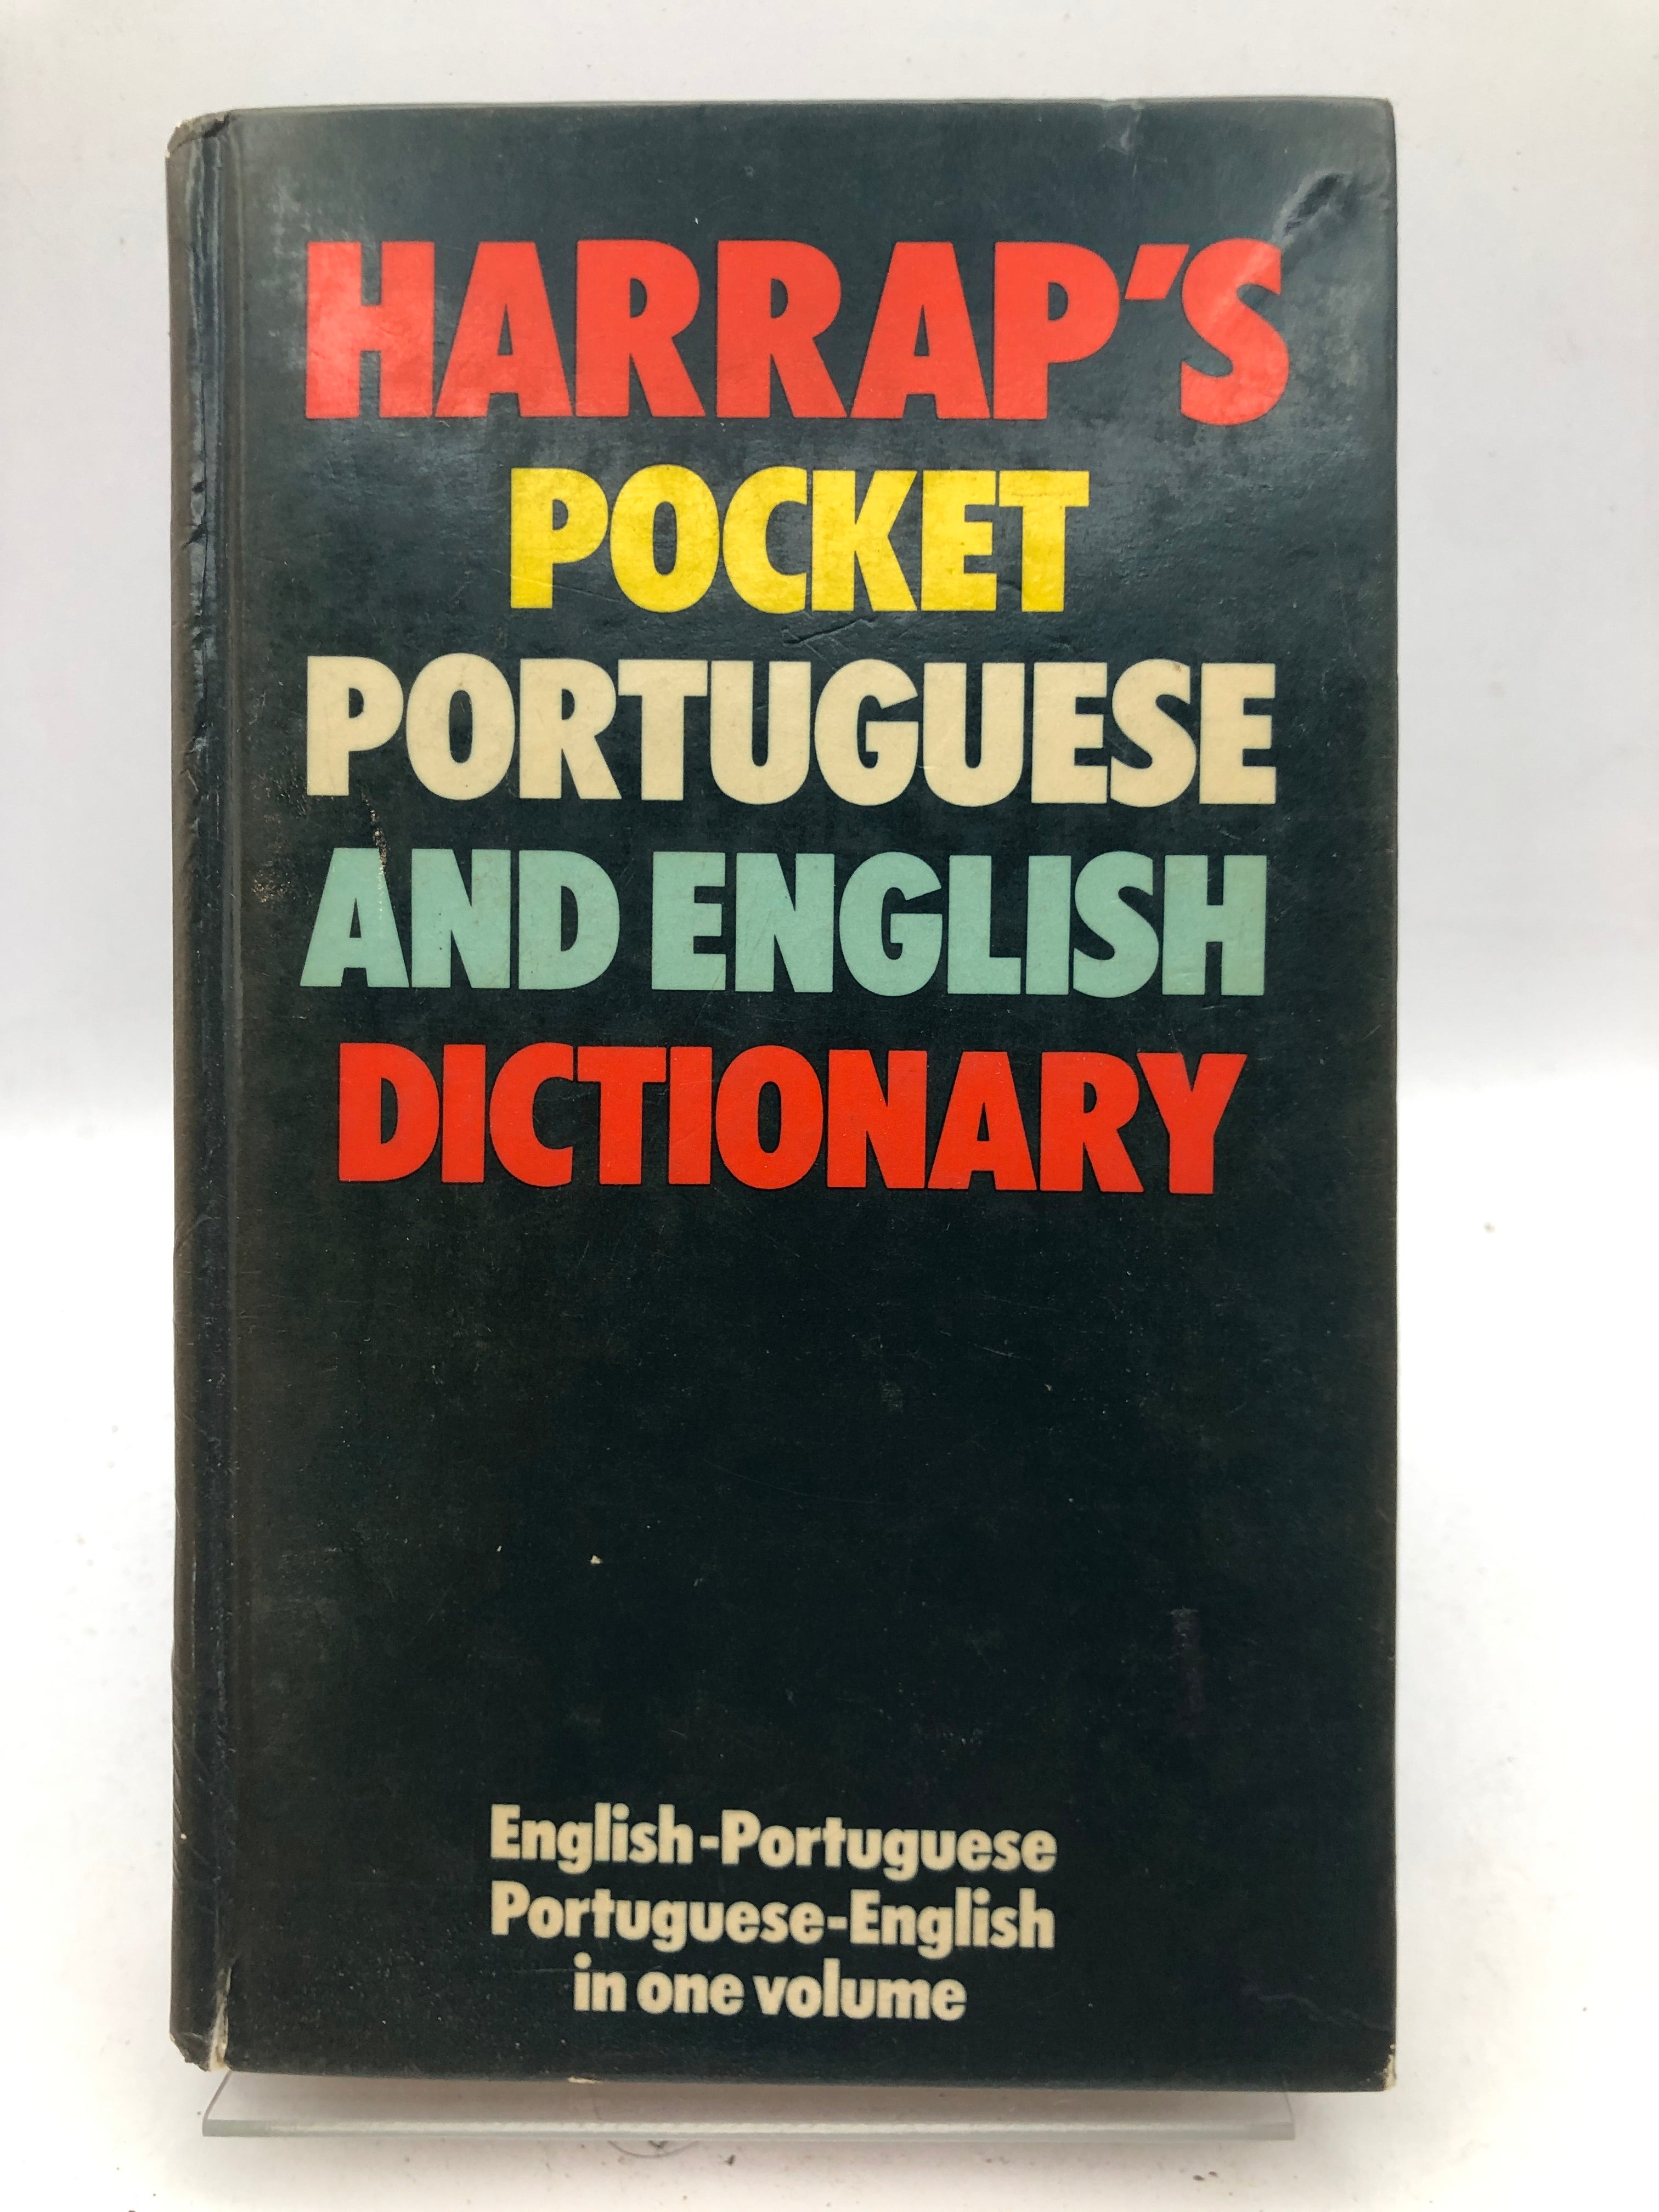 HARRAP'S
POCKET
PORTUGUESE
AND ENGLISH
DICTIONARY
English-Portuguese
Portuguese-English
in one volume